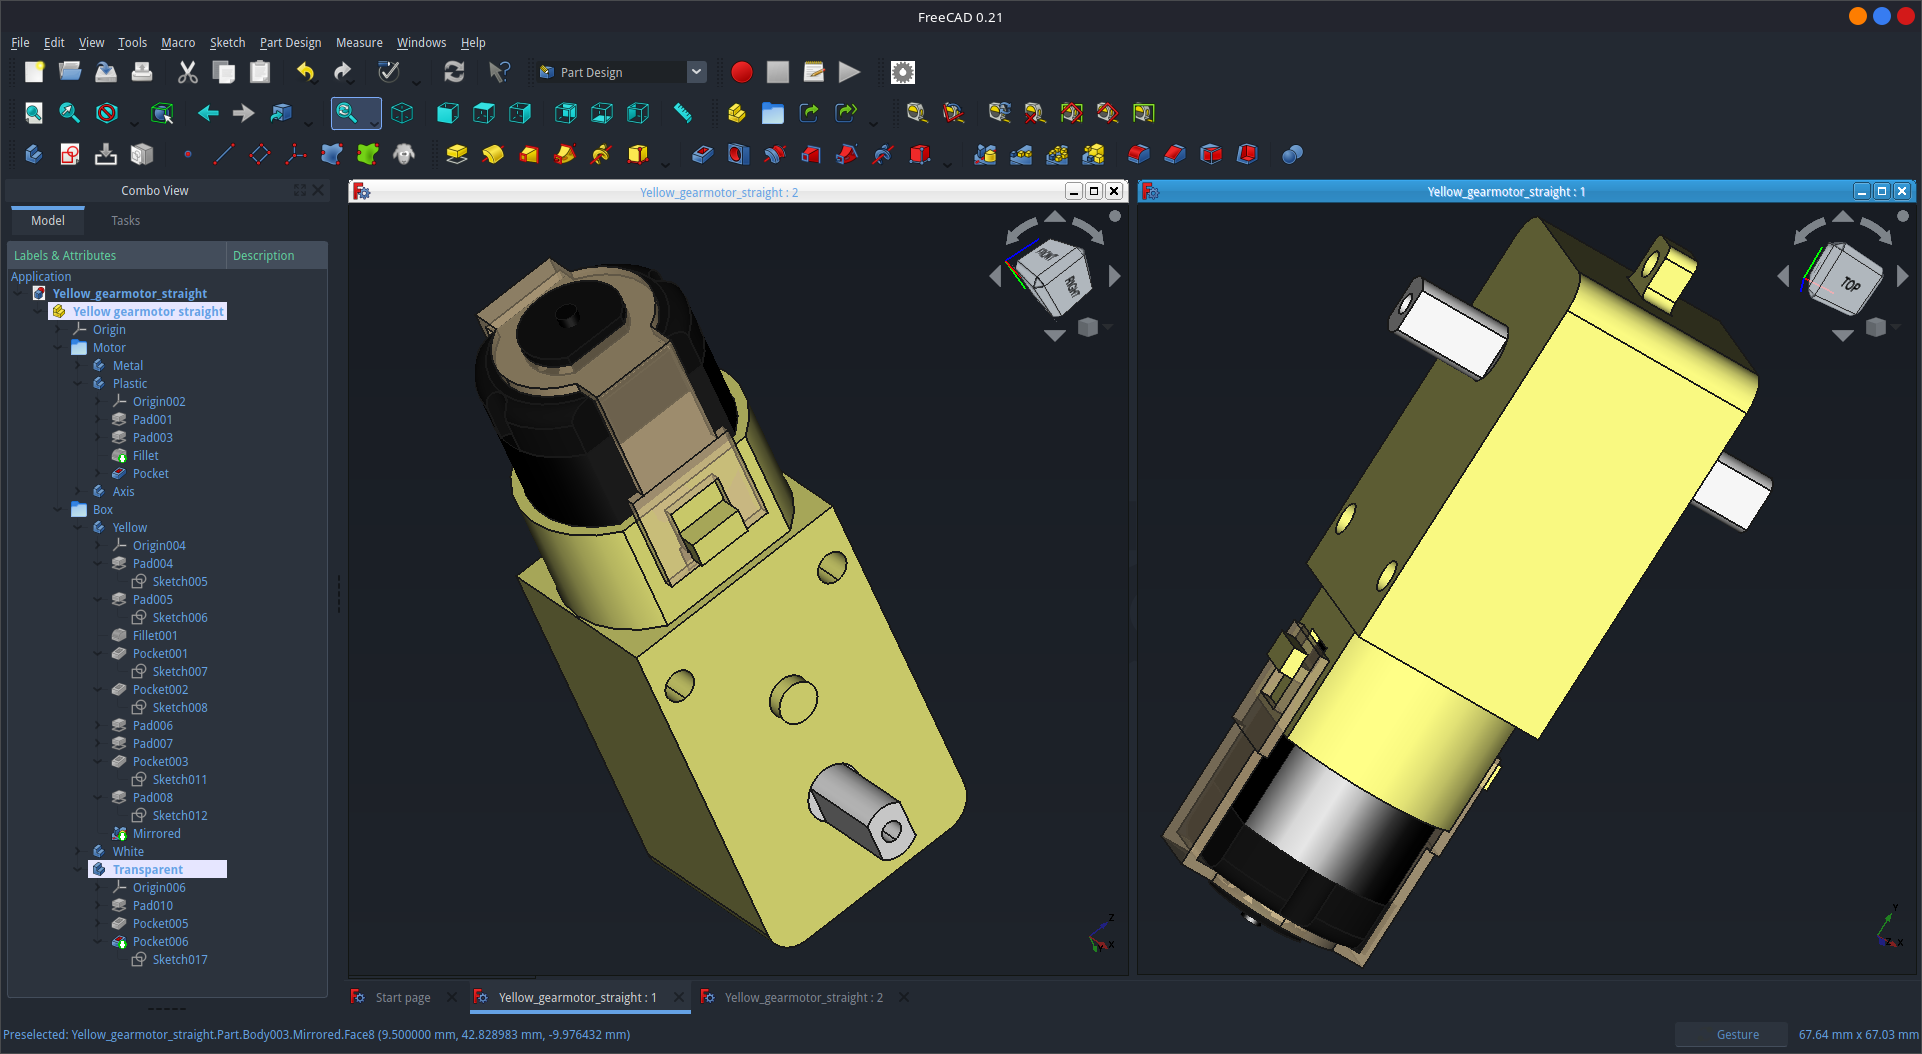 FreeCAD 0.21
File Edit View Tools Macro Sketch Part Design Measure Windows Help
Part Design
Combo View
Model Tasks
Labels & Attributes Description
Application
Yellow_gearmotor_straight
Yellow gearmotor straight
Origin
Motor
Metal
Plastic
Origin002
Pad001
Pad003
Fillet
Pocket
Axis
Box
Yellow
Origin004
Pad004
Sketch005
Pad005
Sketch006
Fillet001
Pocket001
Sketch007
Pocket002
Sketch008
Pad006
Pad007
Pocket003
Sketch011
Pad008
Sketch012
Mirrored
White
Transparent
Origin006
Pad010
Pocket005
Pocket006
Sketch017
Yellow_gearmotor_straight : 2
RIGHT
Z
X
Yellow_gearmotor_straight : 1
TOP
Y
Z X
Start page
Yellow_gearmotor_straight : 1
Yellow_gearmotor_straight : 2
Preselected: Yellow_gearmotor_straight.Part.Body003.Mirrored.Face8 (9.500000 mm, 42.828983 mm, -9.976432 mm)
Gesture
67.64 mm x 67.03 mm